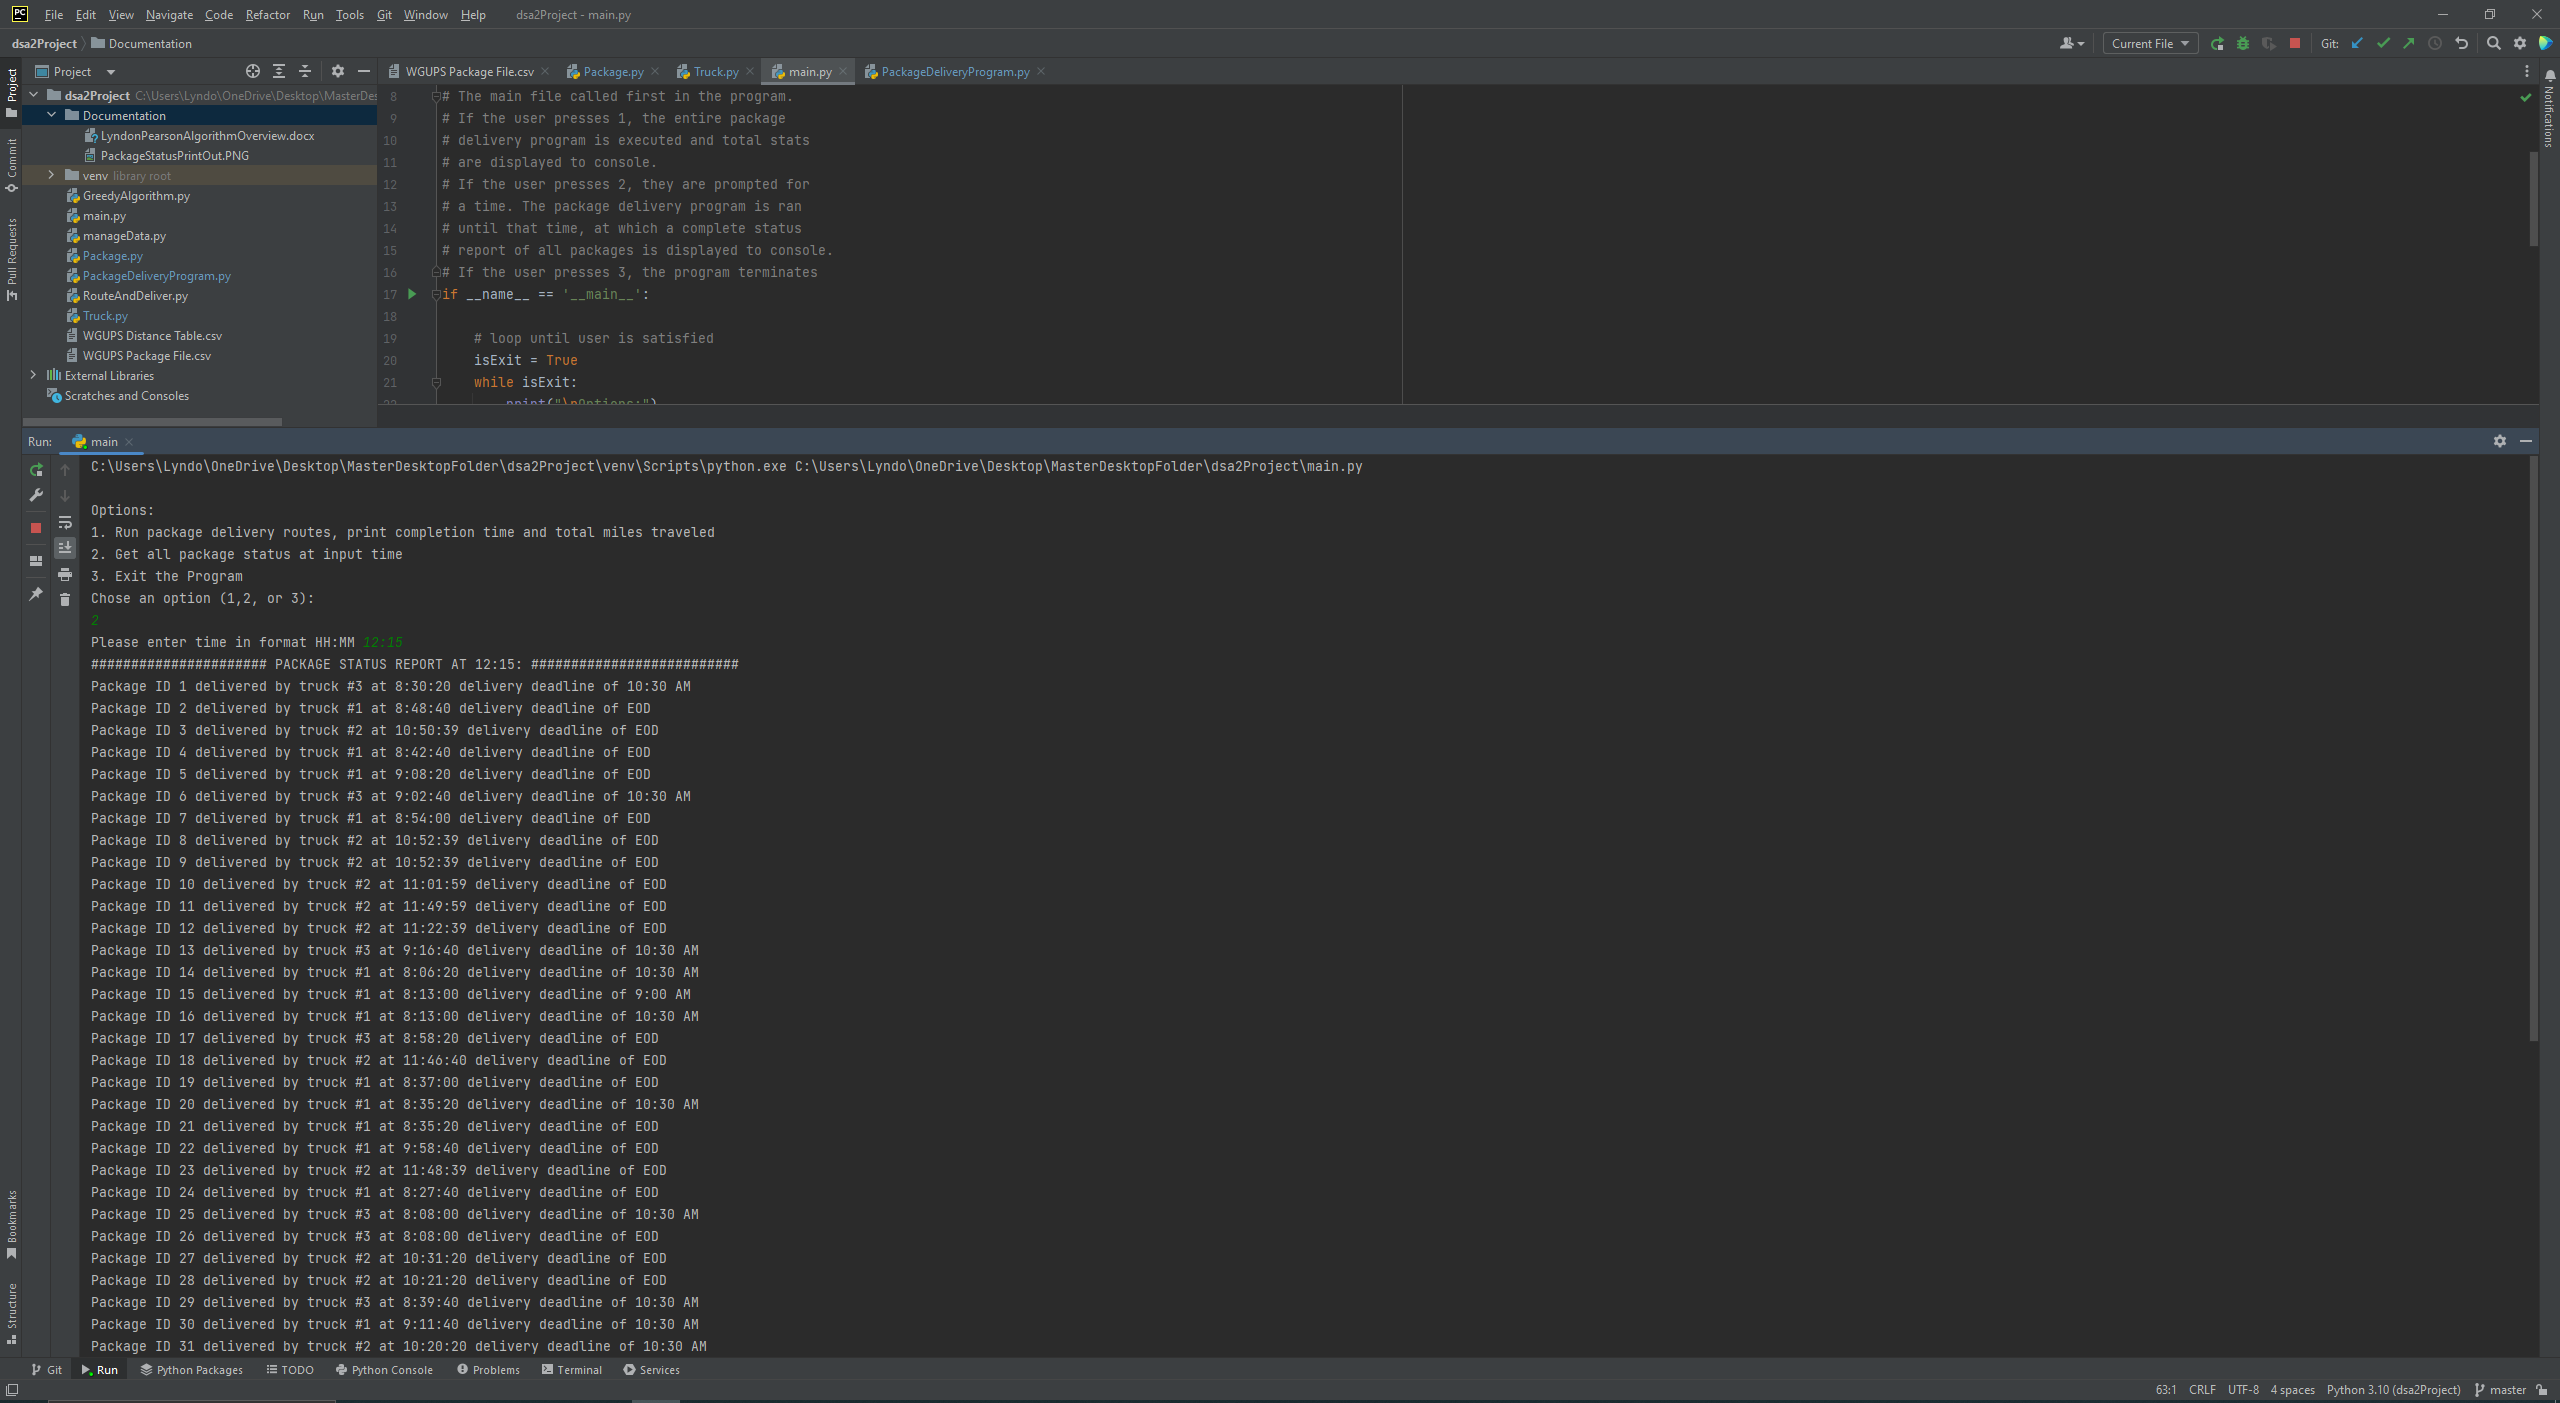 PC File Edit View Navigate Code Refactor Run Tools Git Window Help dsa2Project - main.py
dsa2Project Documentation
Current File Git:
Project
WGUPS Package File.csv Package.py Truck.py main.py PackageDeliveryProgram.py
dsa2Project C:\Users\Lyndo\OneDrive\Desktop\MasterDes
Documentation
LyndonPearsonAlgorithmOverview.docx
PackageStatusPrintOut.PNG
venv library root
GreedyAlgorithm.py
main.py
manageData.py
Package.py
PackageDeliveryProgram.py
RouteAndDeliver.py
Truck.py
WGUPS Distance Table.csv
WGUPS Package File.csv
External Libraries
Scratches and Consoles
Project
Commit
Pull Requests
Bookmarks
Structure
Notifications
8 # The main file called first in the program.
9 # If the user presses 1, the entire package
10 # delivery program is executed and total stats
11 # are displayed to console.
12 # If the user presses 2, they are prompted for
13 # a time. The package delivery program is ran
14 # until that time, at which a complete status
15 # report of all packages is displayed to console.
16 # If the user presses 3, the program terminates
17 if __name__ == '__main__':
18
19 # loop until user is satisfied
20 isExit = True
21 while isExit:
22 print("\nOptions:")
Run: main
C:\Users\Lyndo\OneDrive\Desktop\MasterDesktopFolder\dsa2Project\venv\Scripts\python.exe C:\Users\Lyndo\OneDrive\Desktop\MasterDesktopFolder\dsa2Project\main.py
Options:
1. Run package delivery routes, print completion time and total miles traveled
2. Get all package status at input time
3. Exit the Program
Chose an option (1,2, or 3):
2
Please enter time in format HH:MM 12:15
###################### PACKAGE STATUS REPORT AT 12:15: ##########################
Package ID 1 delivered by truck #3 at 8:30:20 delivery deadline of 10:30 AM
Package ID 2 delivered by truck #1 at 8:48:40 delivery deadline of EOD
Package ID 3 delivered by truck #2 at 10:50:39 delivery deadline of EOD
Package ID 4 delivered by truck #1 at 8:42:40 delivery deadline of EOD
Package ID 5 delivered by truck #1 at 9:08:20 delivery deadline of EOD
Package ID 6 delivered by truck #3 at 9:02:40 delivery deadline of 10:30 AM
Package ID 7 delivered by truck #1 at 8:54:00 delivery deadline of EOD
Package ID 8 delivered by truck #2 at 10:52:39 delivery deadline of EOD
Package ID 9 delivered by truck #2 at 10:52:39 delivery deadline of EOD
Package ID 10 delivered by truck #2 at 11:01:59 delivery deadline of EOD
Package ID 11 delivered by truck #2 at 11:49:59 delivery deadline of EOD
Package ID 12 delivered by truck #2 at 11:22:39 delivery deadline of EOD
Package ID 13 delivered by truck #3 at 9:16:40 delivery deadline of 10:30 AM
Package ID 14 delivered by truck #1 at 8:06:20 delivery deadline of 10:30 AM
Package ID 15 delivered by truck #1 at 8:13:00 delivery deadline of 9:00 AM
Package ID 16 delivered by truck #1 at 8:13:00 delivery deadline of 10:30 AM
Package ID 17 delivered by truck #3 at 8:58:20 delivery deadline of EOD
Package ID 18 delivered by truck #2 at 11:46:40 delivery deadline of EOD
Package ID 19 delivered by truck #1 at 8:37:00 delivery deadline of EOD
Package ID 20 delivered by truck #1 at 8:35:20 delivery deadline of 10:30 AM
Package ID 21 delivered by truck #1 at 8:35:20 delivery deadline of EOD
Package ID 22 delivered by truck #1 at 9:58:40 delivery deadline of EOD
Package ID 23 delivered by truck #2 at 11:48:39 delivery deadline of EOD
Package ID 24 delivered by truck #1 at 8:27:40 delivery deadline of EOD
Package ID 25 delivered by truck #3 at 8:08:00 delivery deadline of 10:30 AM
Package ID 26 delivered by truck #3 at 8:08:00 delivery deadline of EOD
Package ID 27 delivered by truck #2 at 10:31:20 delivery deadline of EOD
Package ID 28 delivered by truck #2 at 10:21:20 delivery deadline of EOD
Package ID 29 delivered by truck #3 at 8:39:40 delivery deadline of 10:30 AM
Package ID 30 delivered by truck #1 at 9:11:40 delivery deadline of 10:30 AM
Package ID 31 delivered by truck #2 at 10:20:20 delivery deadline of 10:30 AM
Git Run Python Packages TODO Python Console Problems Terminal Services
63:1 CRLF UTF-8 4 spaces Python 3.10 (dsa2Project) master